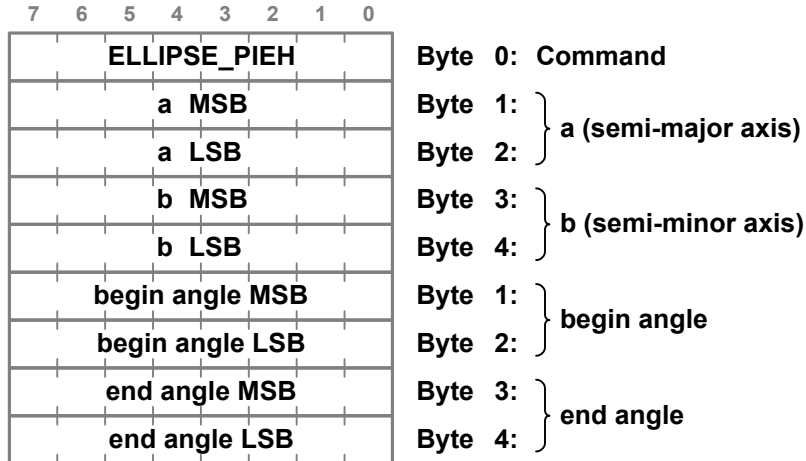 7 6 5 4 3 2 1 0
ELLIPSE_PIEH Byte 0: Command
a MSB Byte 1:
a (semi-major axis)
a LSB Byte 2:
b MSB Byte 3:
b (semi-minor axis)
b LSB Byte 4:
begin angle MSB Byte 1:
begin angle
begin angle LSB Byte 2:
end angle MSB Byte 3:
end angle
end angle LSB Byte 4: